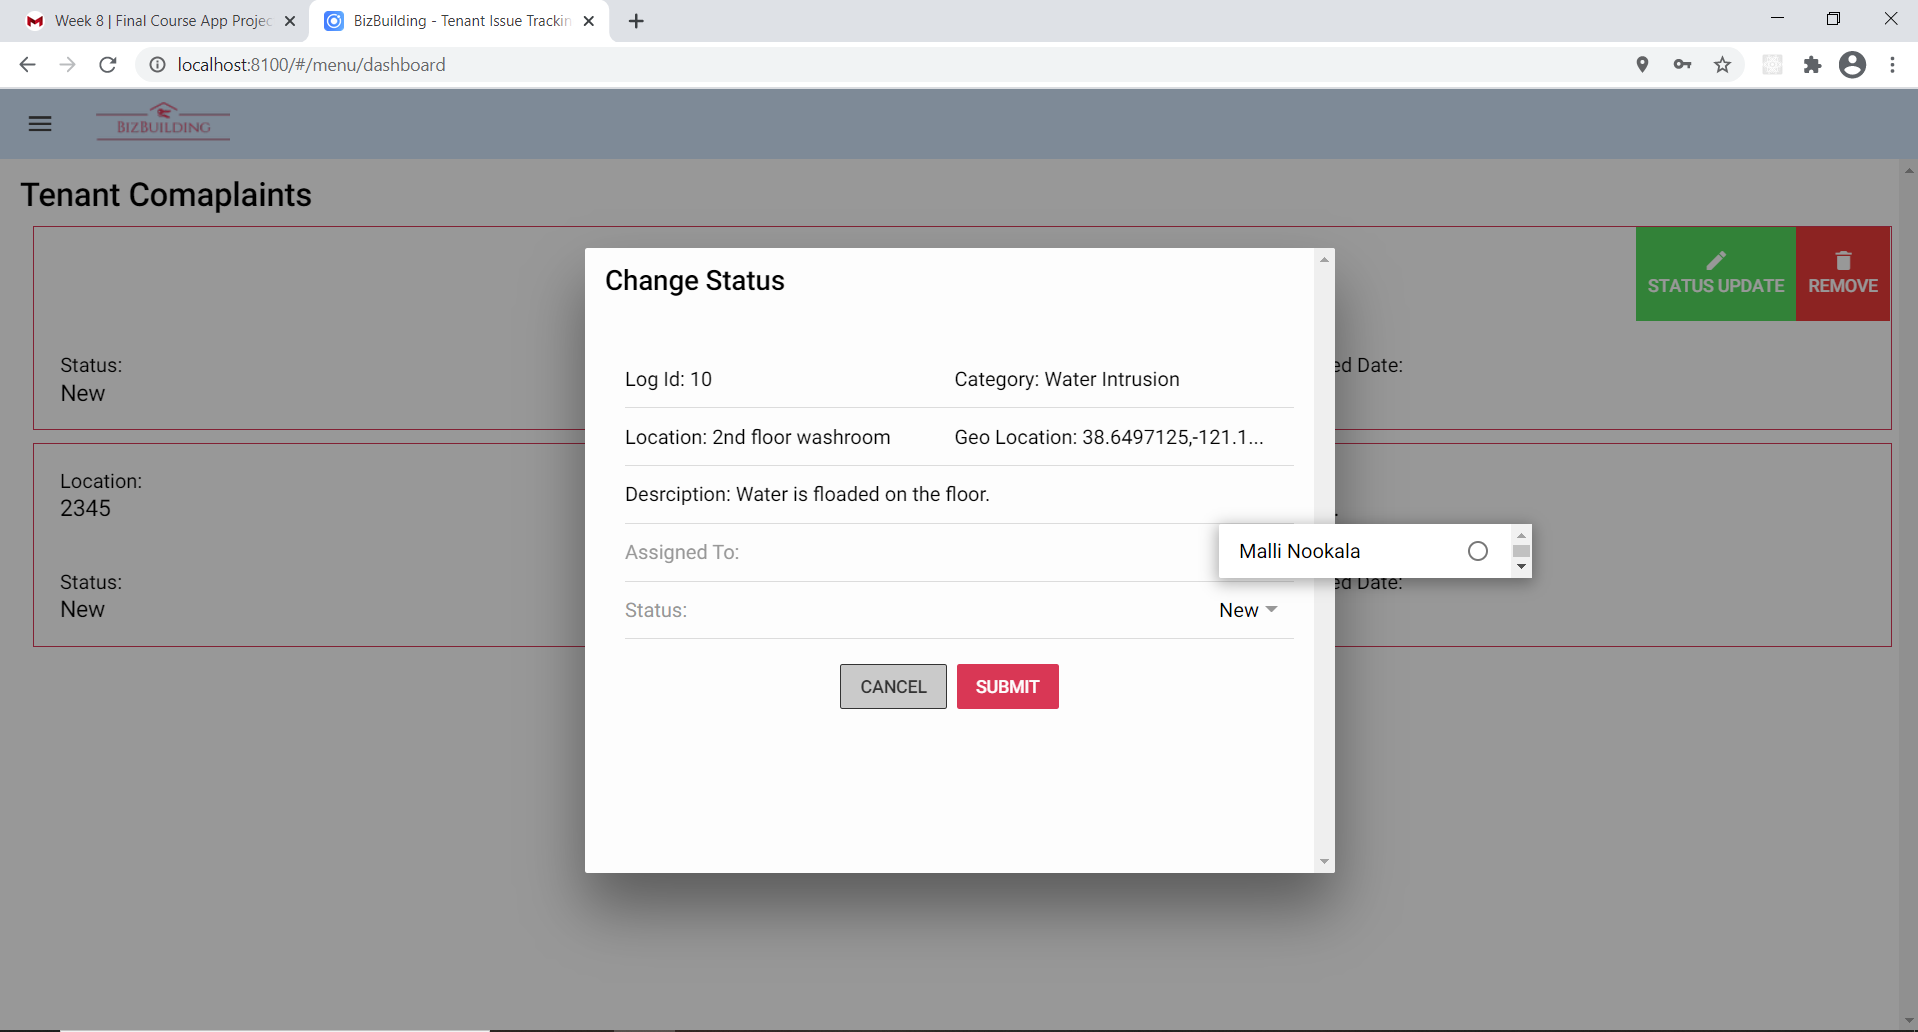 Week 8 | Final Course App Projec
BizBuilding - Tenant Issue Trackin
localhost:8100/#/menu/dashboard
BIZBUILDING
Tenant Comaplaints
STATUS UPDATE
REMOVE
Status:
New
ed Date:
Location:
2345
Status:
New
ed Date:
Change Status
Log Id: 10
Category: Water Intrusion
Location: 2nd floor washroom
Geo Location: 38.6497125,-121.1...
Desrciption: Water is floaded on the floor.
Assigned To:
Malli Nookala
Status:
New
CANCEL
SUBMIT